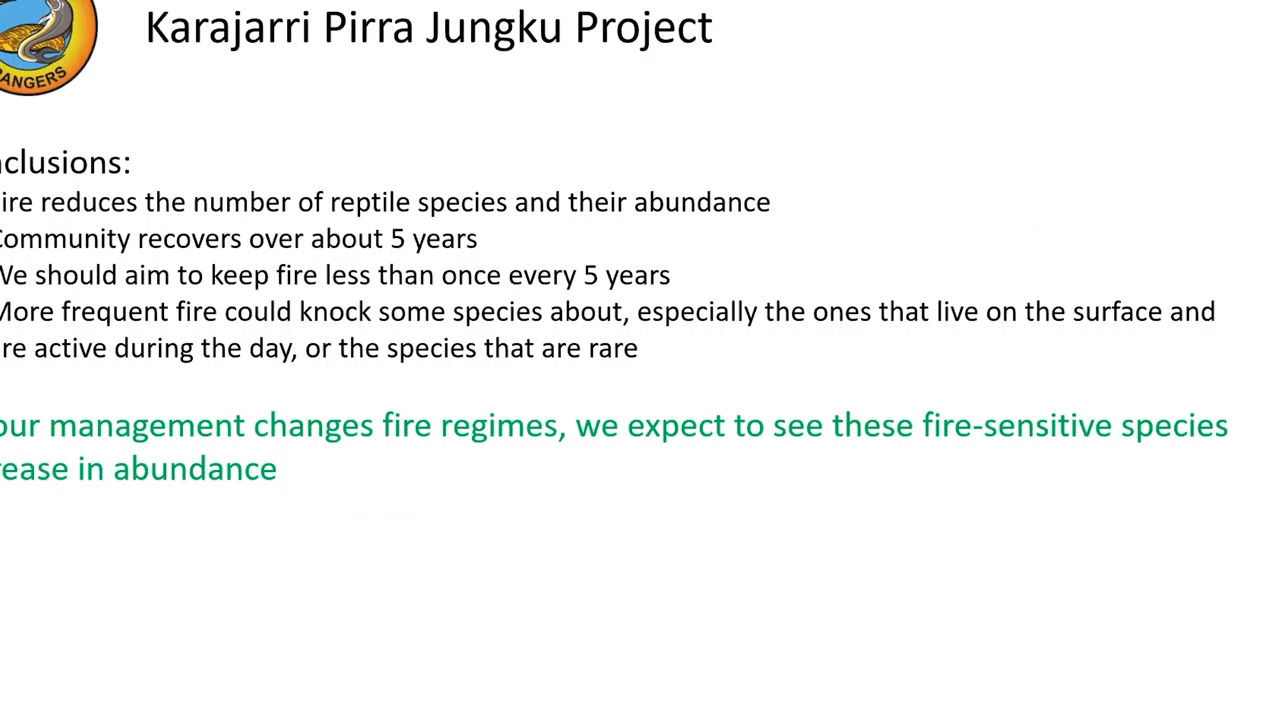 Karajarri Pirra Jungku Project
ANGERS
nclusions:
ire reduces the number of reptile species and their abundance
Community recovers over about 5 years
We should aim to keep fire less than once every 5 years
More frequent fire could knock some species about, especially the ones that live on the surface and
re active during the day, or the species that are rare
our management changes fire regimes, we expect to see these fire-sensitive species
rease in abundance